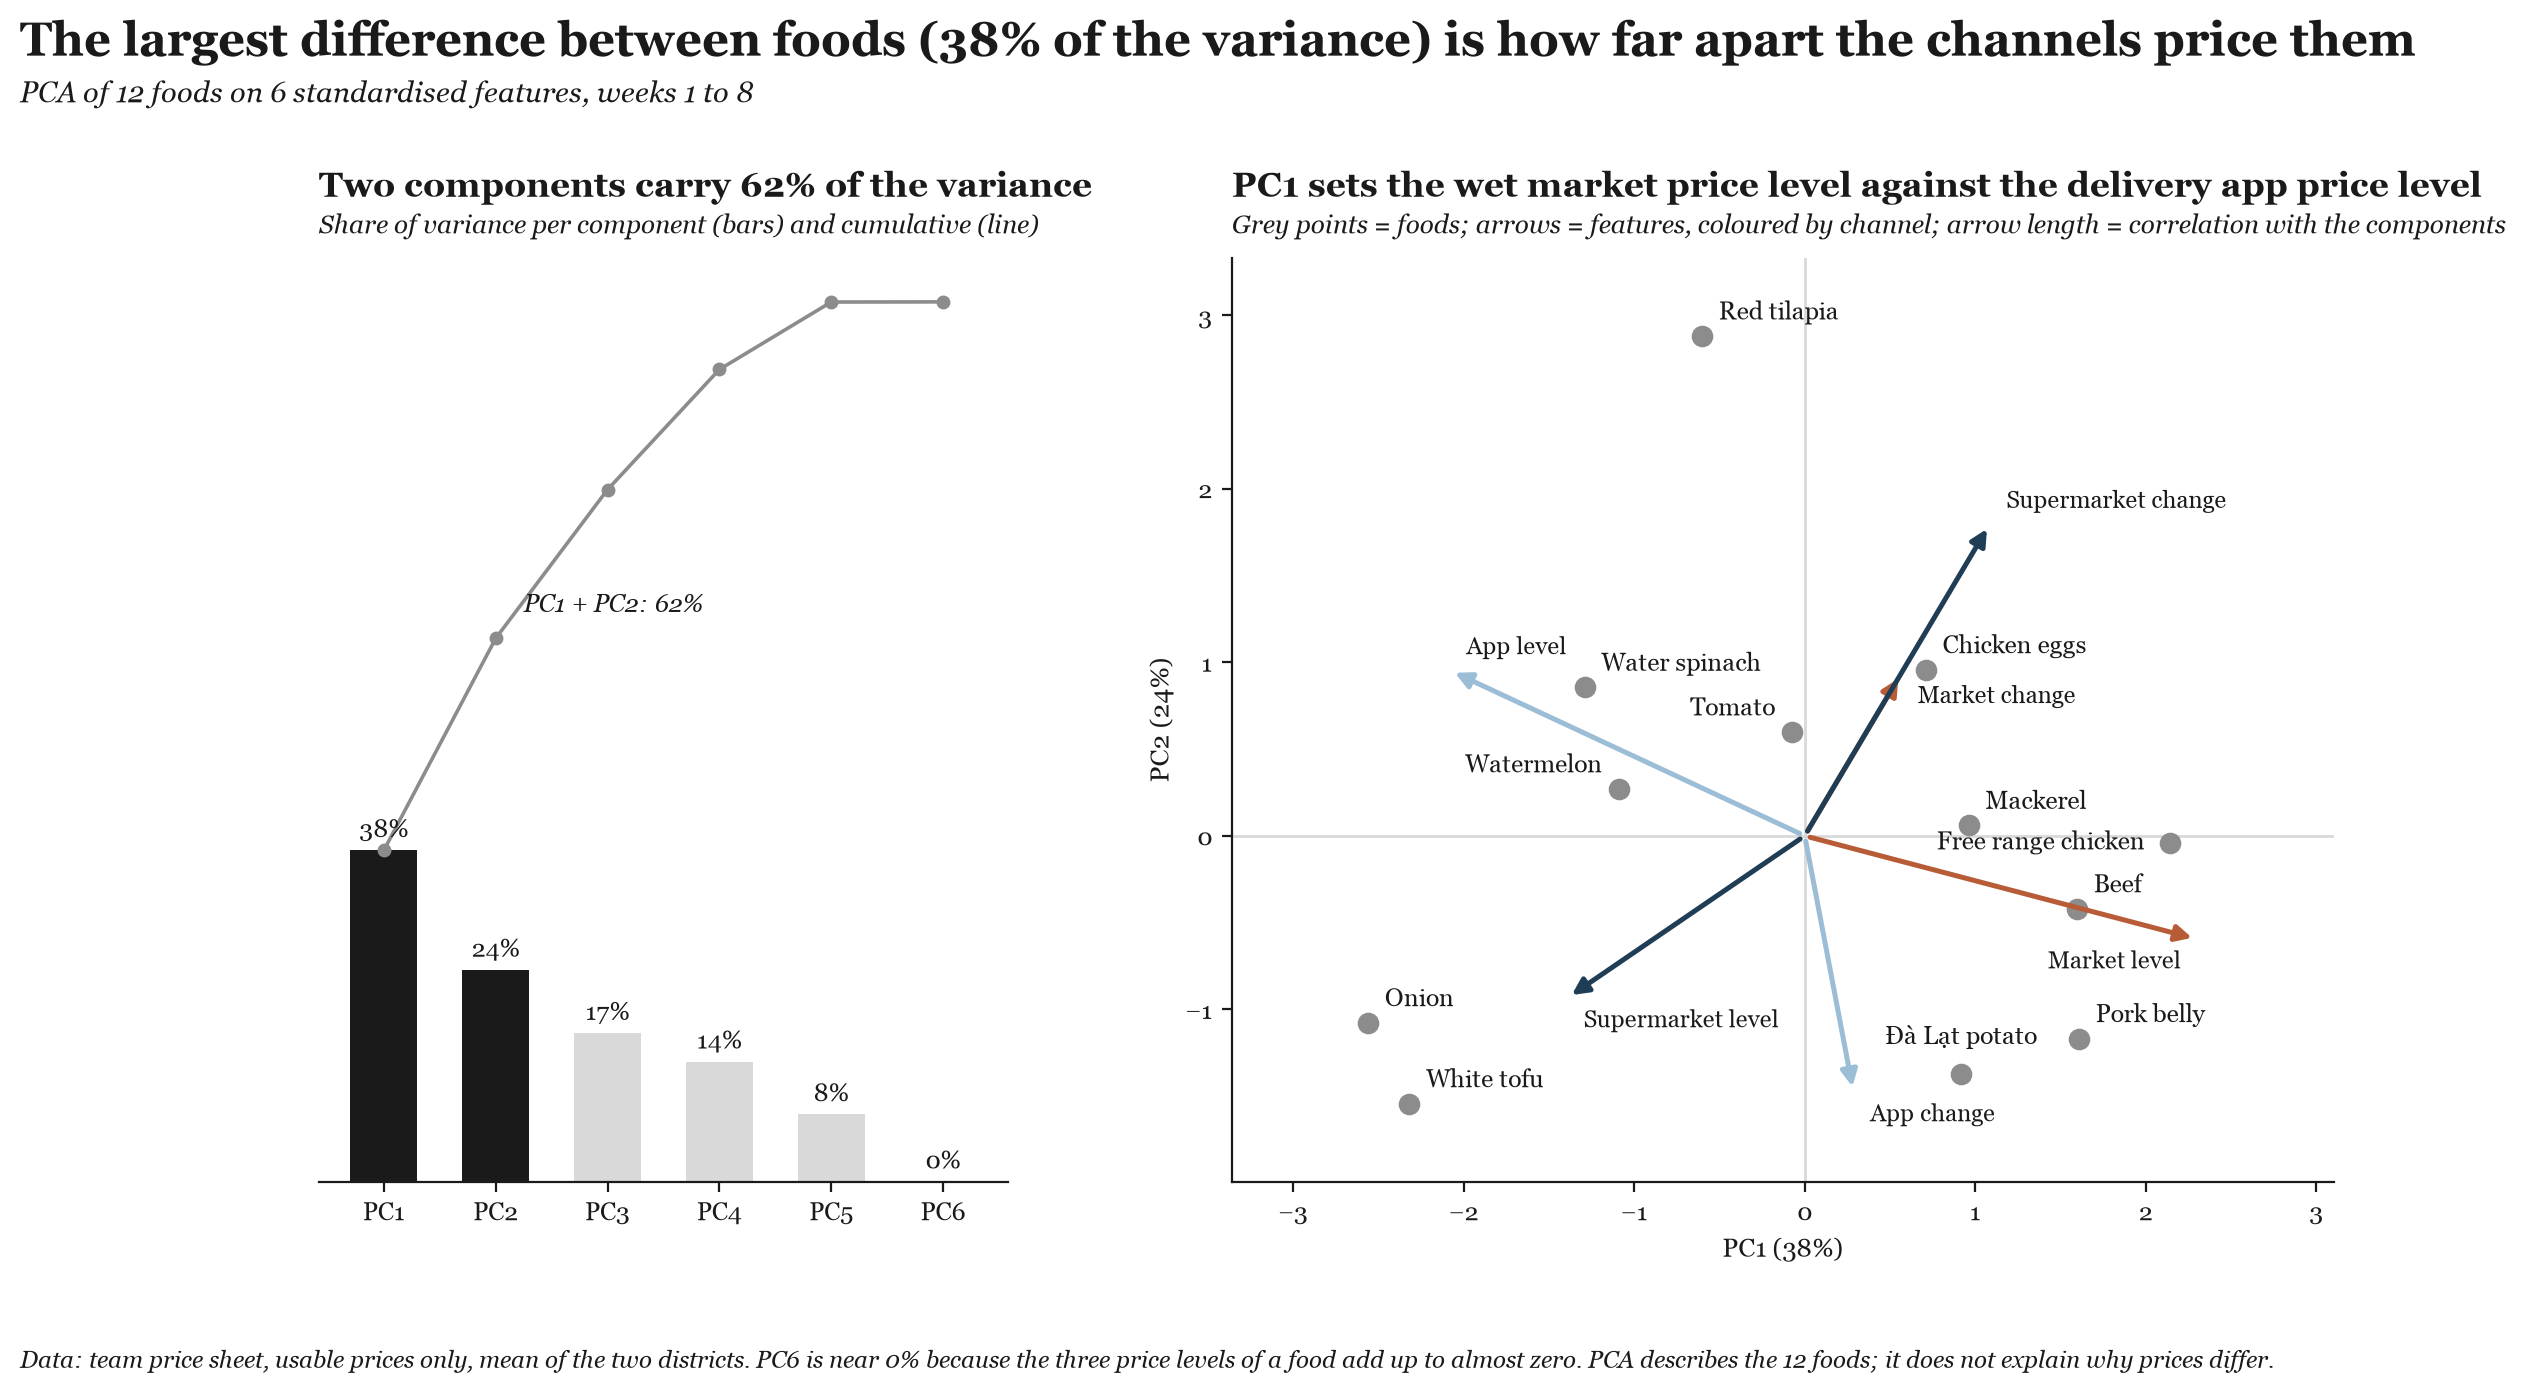 The largest difference between foods (38% of the variance) is how far apart the channels price them
PCA of 12 foods on 6 standardised features, weeks 1 to 8
Two components carry 62% of the variance
Share of variance per component (bars) and cumulative (line)
PC1 + PC2: 62%
38%
24%
17%
14%
8%
0%
PC1
PC2
PC3
PC4
PC5
PC6
PC1 sets the wet market price level against the delivery app price level
Grey points = foods; arrows = features, coloured by channel; arrow length = correlation with the components
PC2 (24%)
3
2
1
0
−1
Red tilapia
Supermarket change
App level
Water spinach
Chicken eggs
Tomato
Market change
Watermelon
Mackerel
Free range chicken
Beef
Market level
Onion
Supermarket level
Pork belly
Đà Lạt potato
White tofu
App change
−3
−2
−1
0
1
2
3
PC1 (38%)
Data: team price sheet, usable prices only, mean of the two districts. PC6 is near 0% because the three price levels of a food add up to almost zero. PCA describes the 12 foods; it does not explain why prices differ.